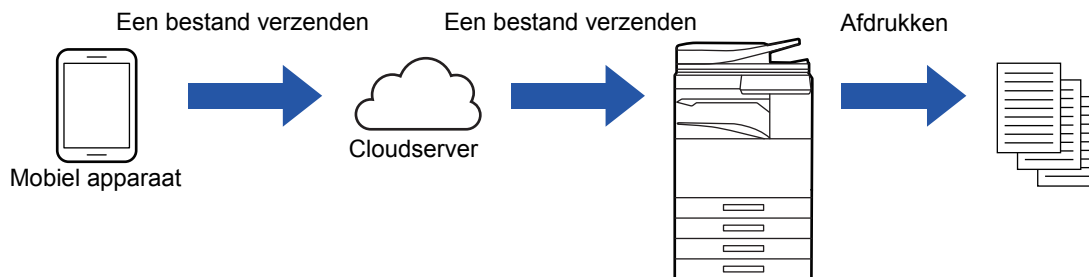 Een bestand verzenden
Een bestand verzenden
Afdrukken
Cloudserver
Mobiel apparaat